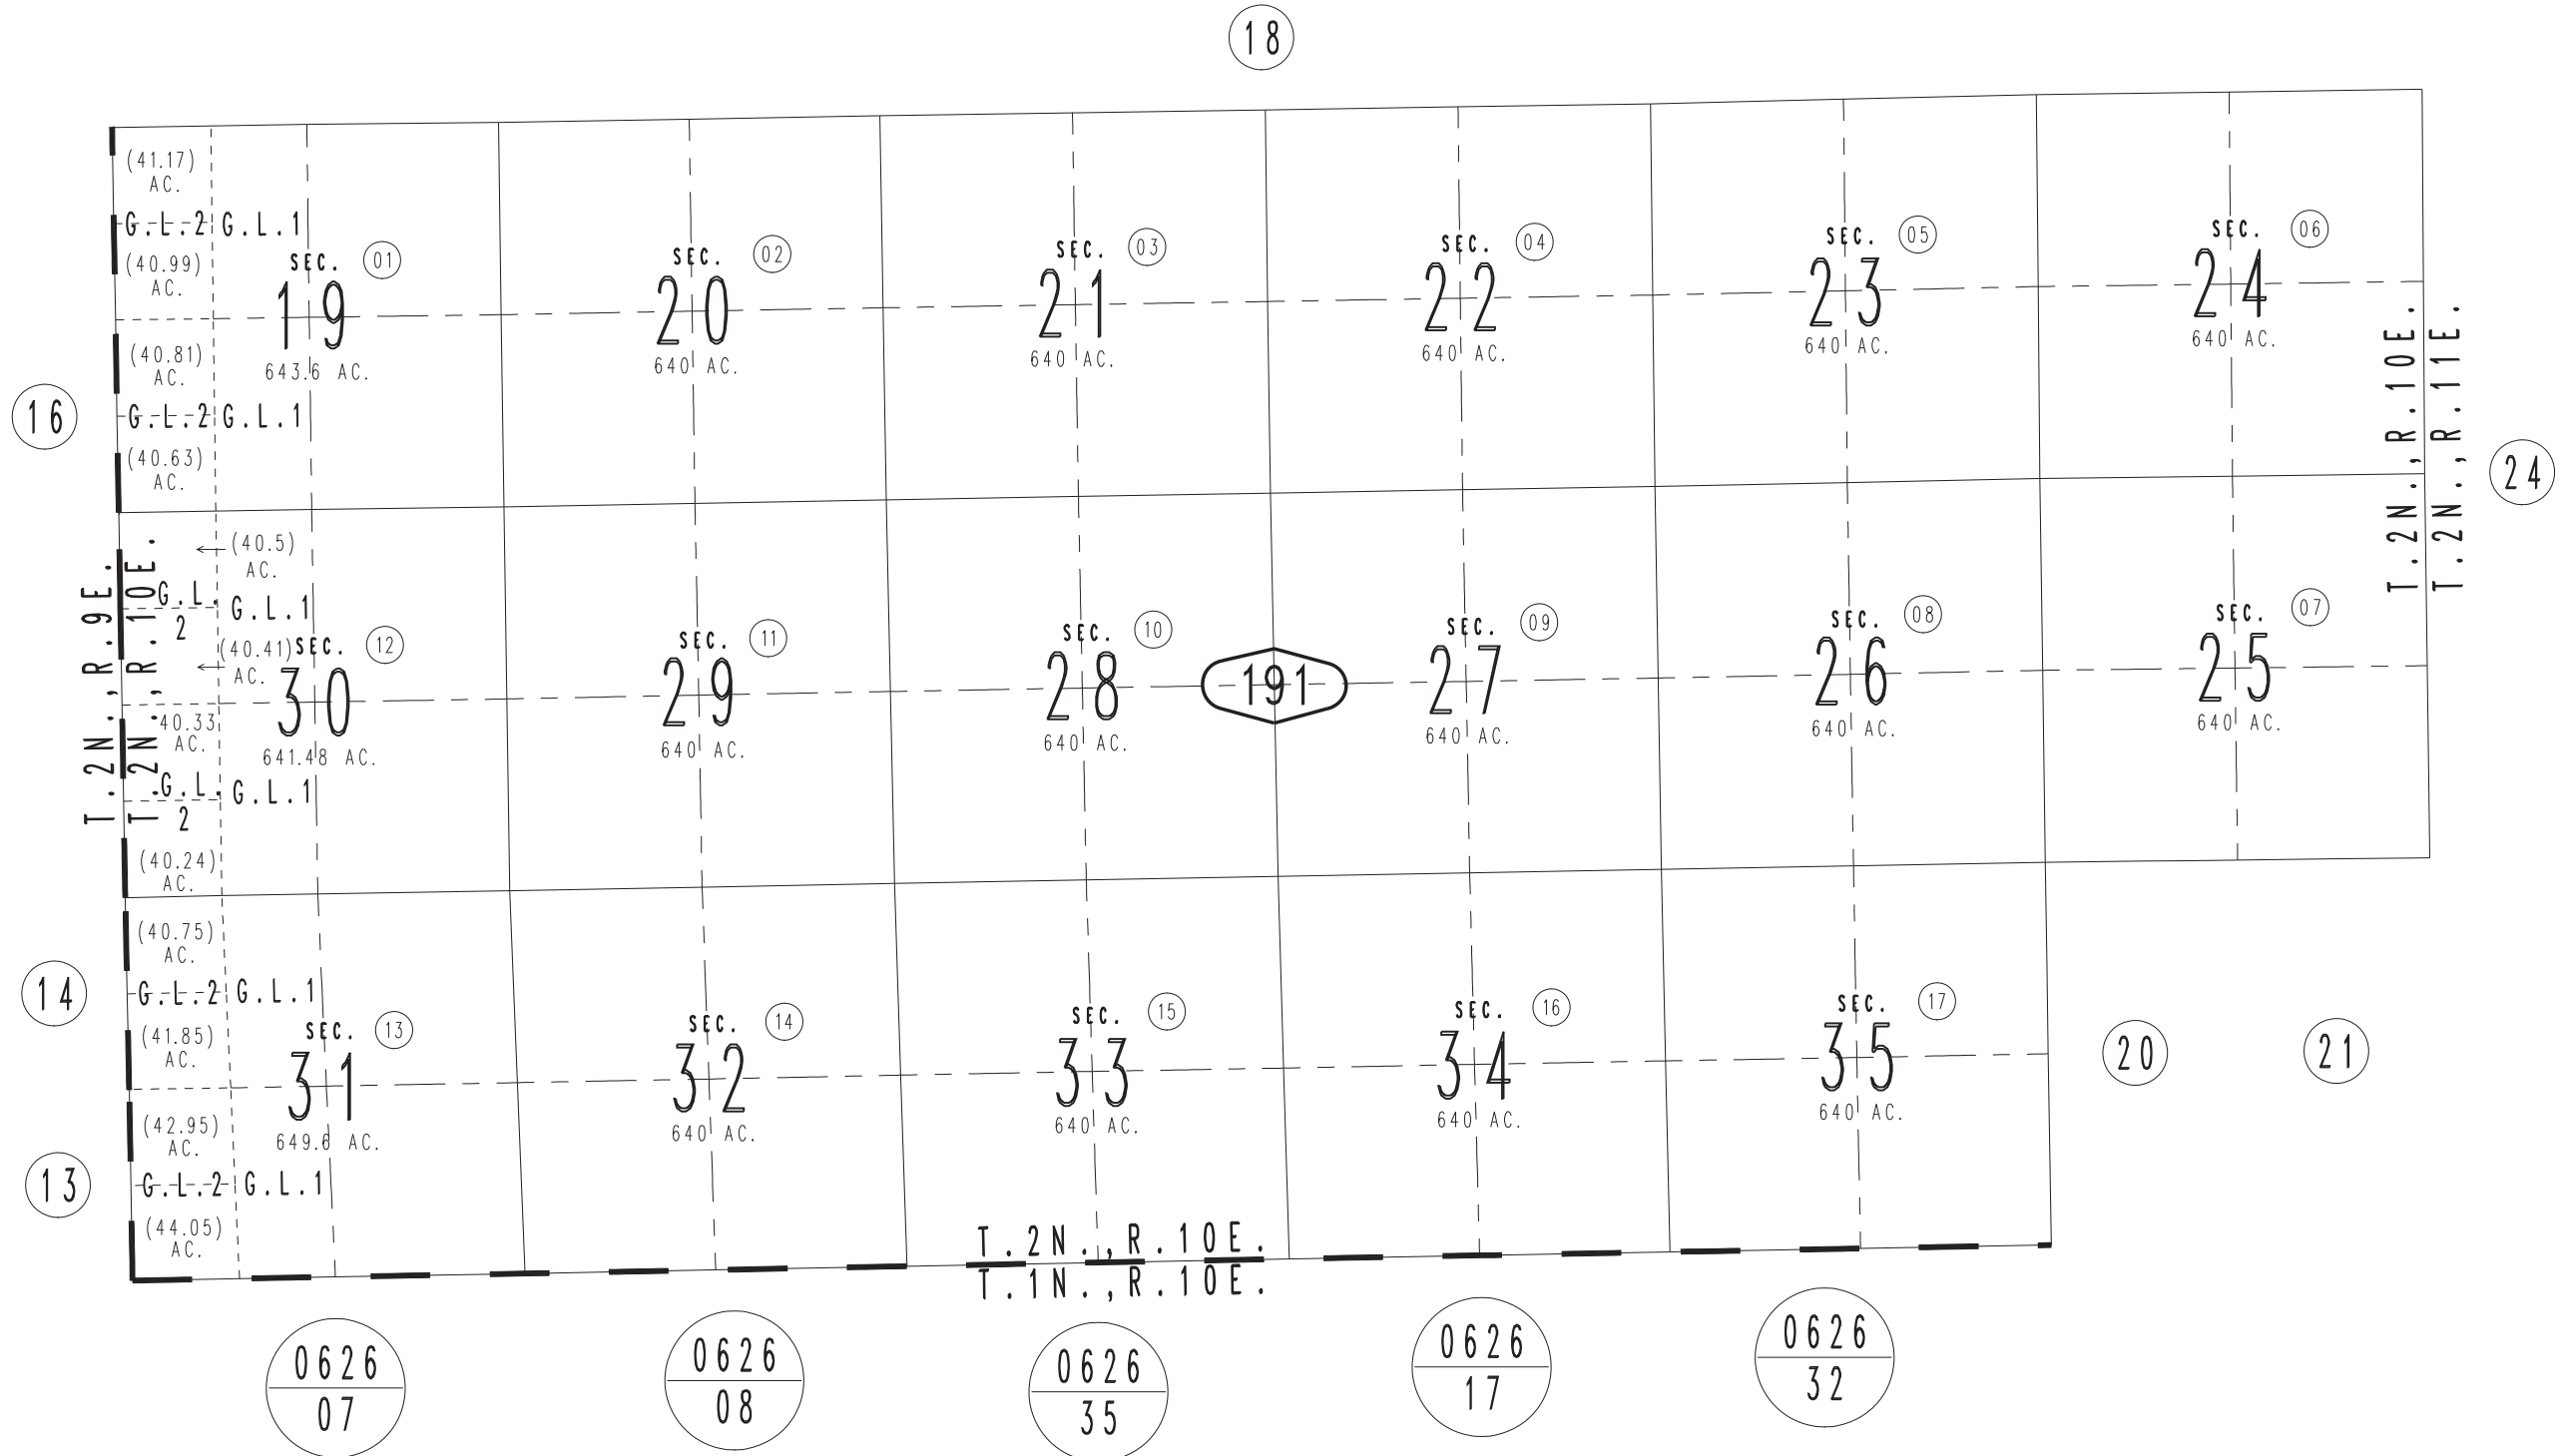 18
(41.17)
AC.
G.L.2 G.L.1
(40.99)
AC.
SEC.
01
19
643.6 AC.
(40.81)
AC.
G.L.2 G.L.1
(40.63)
AC.
SEC.
02
20
640 AC.
SEC.
03
21
640 AC.
SEC.
04
22
640 AC.
SEC.
05
23
640 AC.
SEC.
06
24
640 AC.
16
T.2N.,R.10E.
T.2N.,R.11E.
24
T.2N.,R.9E.
T.2N.,R.10E.
(40.5)
AC.
G.L.
2
G.L.1
(40.41)
AC.
SEC.
12
30
641.48 AC.
40.33
AC.
G.L.
2
G.L.1
(40.24)
AC.
SEC.
11
29
640 AC.
SEC.
10
28
640 AC.
191
SEC.
09
27
640 AC.
SEC.
08
26
640 AC.
SEC.
07
25
640 AC.
14
(40.75)
AC.
G.L.2 G.L.1
(41.85)
AC.
SEC.
13
31
649.6 AC.
(42.95)
AC.
G.L.2 G.L.1
(44.05)
AC.
13
SEC.
14
32
640 AC.
SEC.
15
33
640 AC.
SEC.
16
34
640 AC.
SEC.
17
35
640 AC.
20
21
T.2N.,R.10E.
T.1N.,R.10E.
0626
07
0626
08
0626
35
0626
17
0626
32